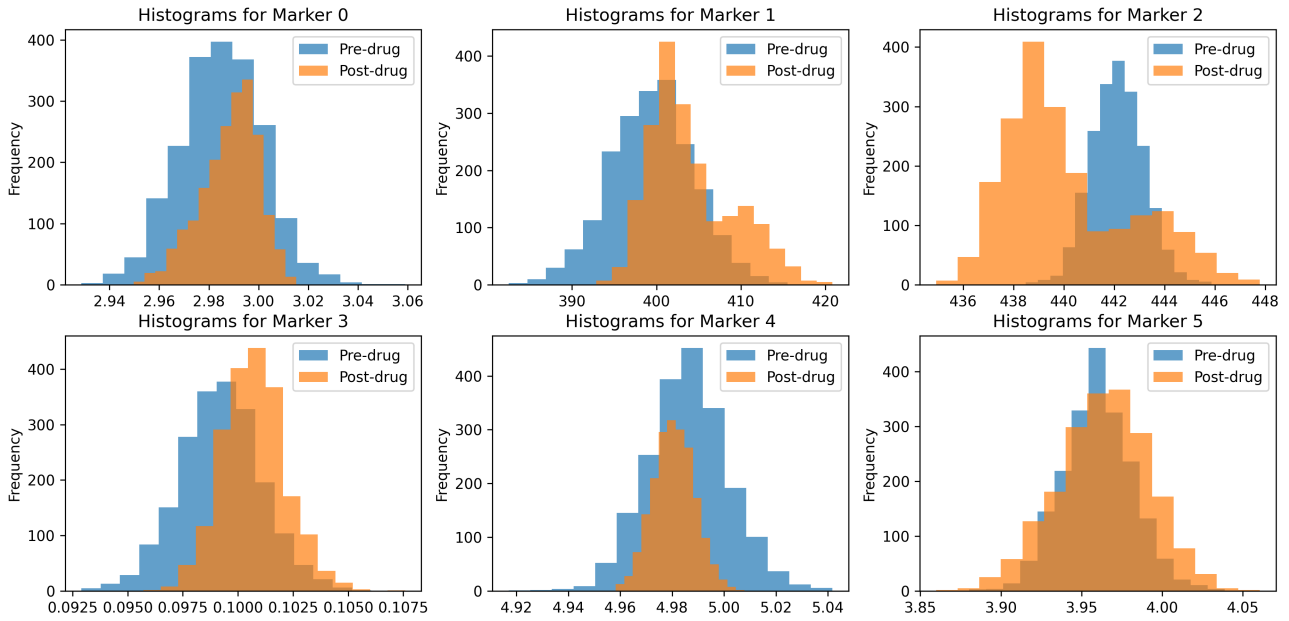 Histograms for Marker 0
Frequency
400
300
200
100
0
2.94 2.96 2.98 3.00 3.02 3.04 3.06
Pre-drug
Post-drug
Histograms for Marker 1
400
300
200
100
0
390 400 410 420
Pre-drug
Post-drug
Histograms for Marker 2
Frequency
400
300
200
100
0
436 438 440 442 444 446 448
Pre-drug
Post-drug
Histograms for Marker 3
Frequency
400
300
200
100
0
0.0925 0.0950 0.0975 0.1000 0.1025 0.1050 0.1075
Pre-drug
Post-drug
Histograms for Marker 4
Frequency
400
300
200
100
0
4.92 4.94 4.96 4.98 5.00 5.02 5.04
Pre-drug
Post-drug
Histograms for Marker 5
Frequency
400
300
200
100
0
3.85 3.90 3.95 4.00 4.05
Pre-drug
Post-drug